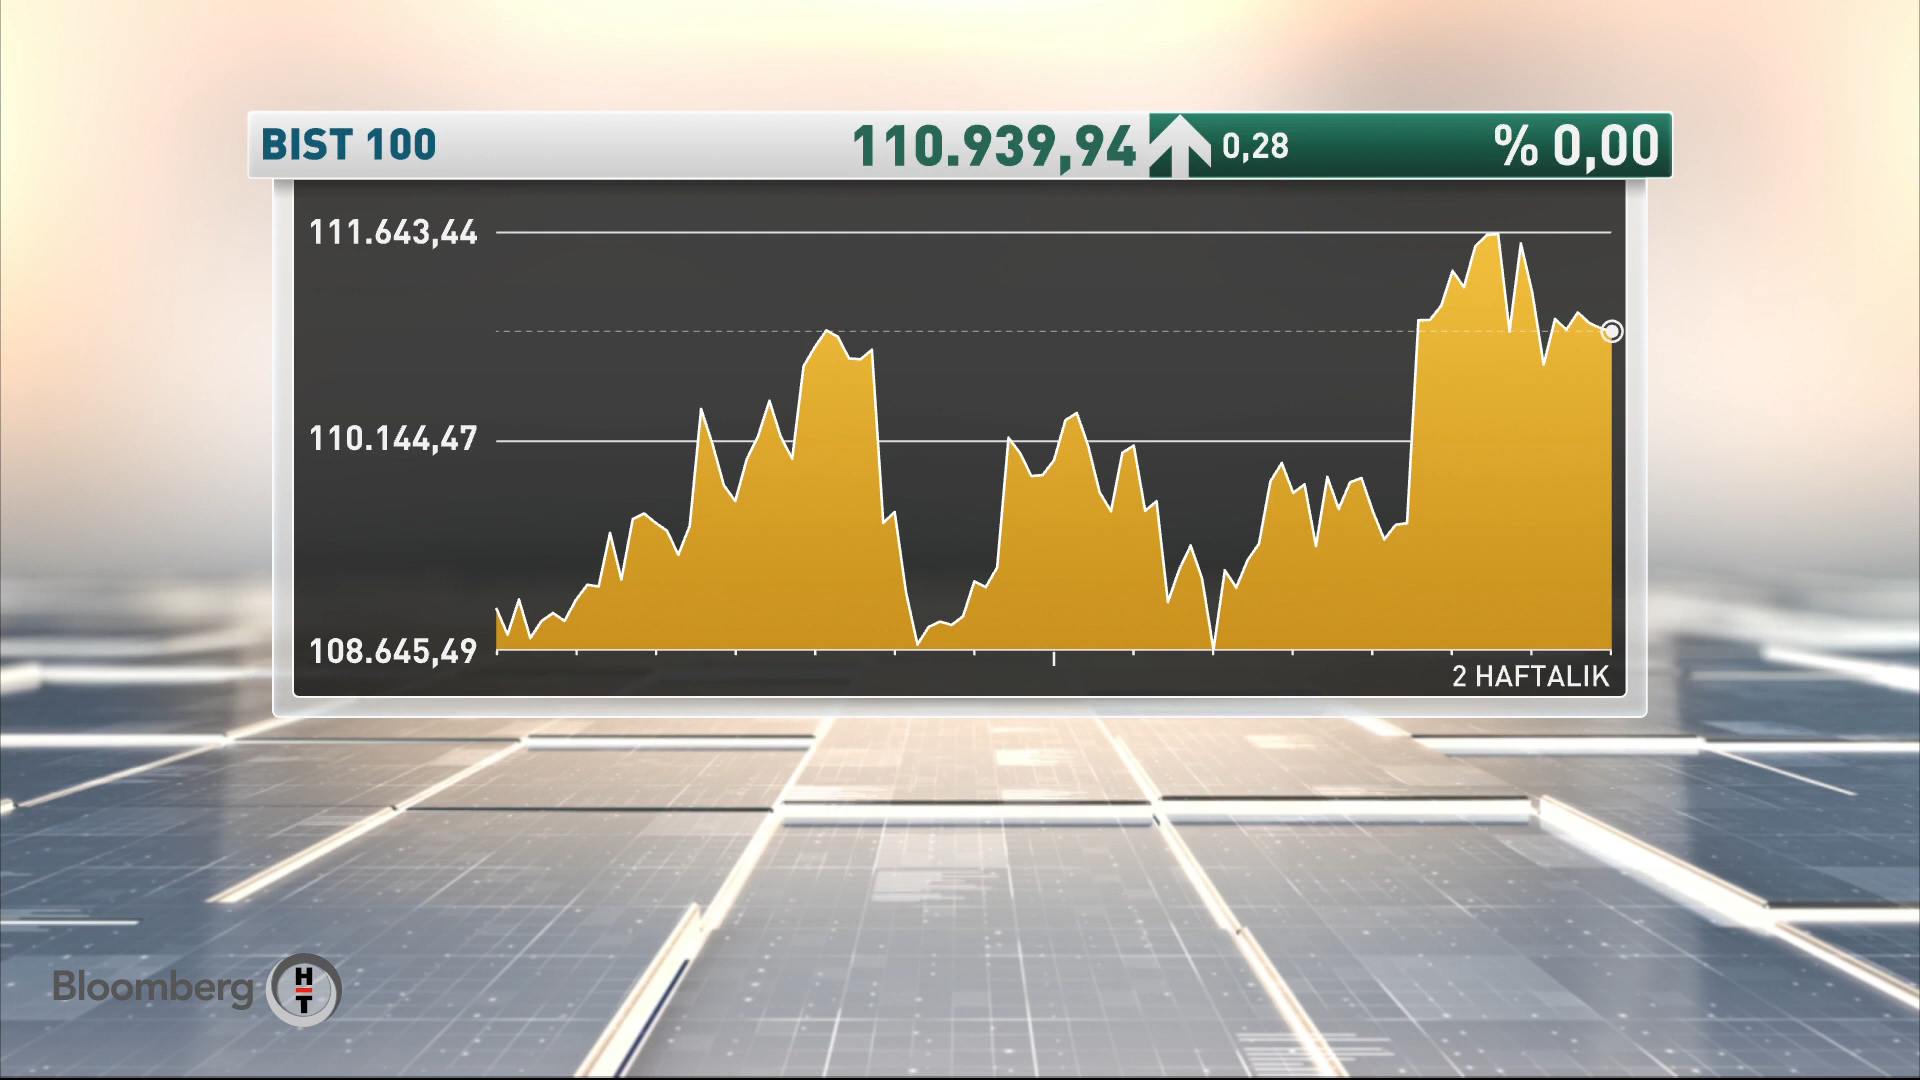 BIST 100 110.939,94 0,28 % 0,00
111.643,44
110.144,47
108.645,49
2 HAFTALIK
Bloomberg HT